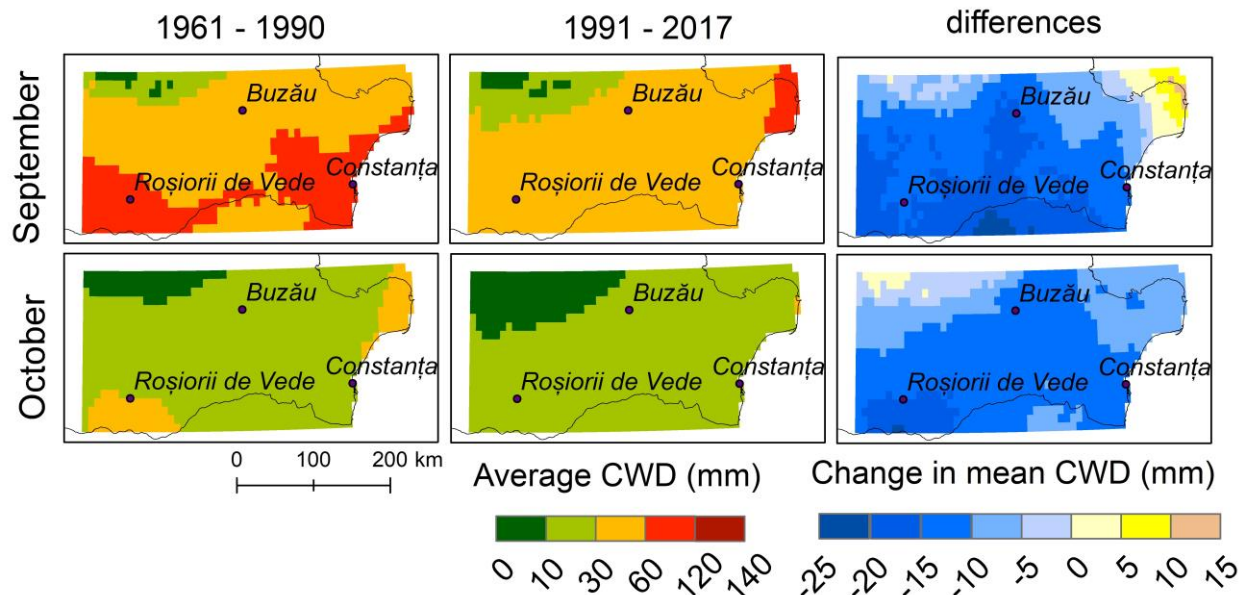 1961 - 1990 1991 - 2017 differences
September
Buzău
Roșiorii de Vede
Constanța
Buzău
Roșiorii de Vede
Constanța
Buzău
Roșiorii de Vede
Constanța
October
Buzău
Roșiorii de Vede
Constanța
Buzău
Roșiorii de Vede
Constanța
Buzău
Roșiorii de Vede
Constanța
0 100 200 km
Average CWD (mm)
0 10 30 60 120 140
Change in mean CWD (mm)
-25 -20 -15 -10 -5 0 5 10 15